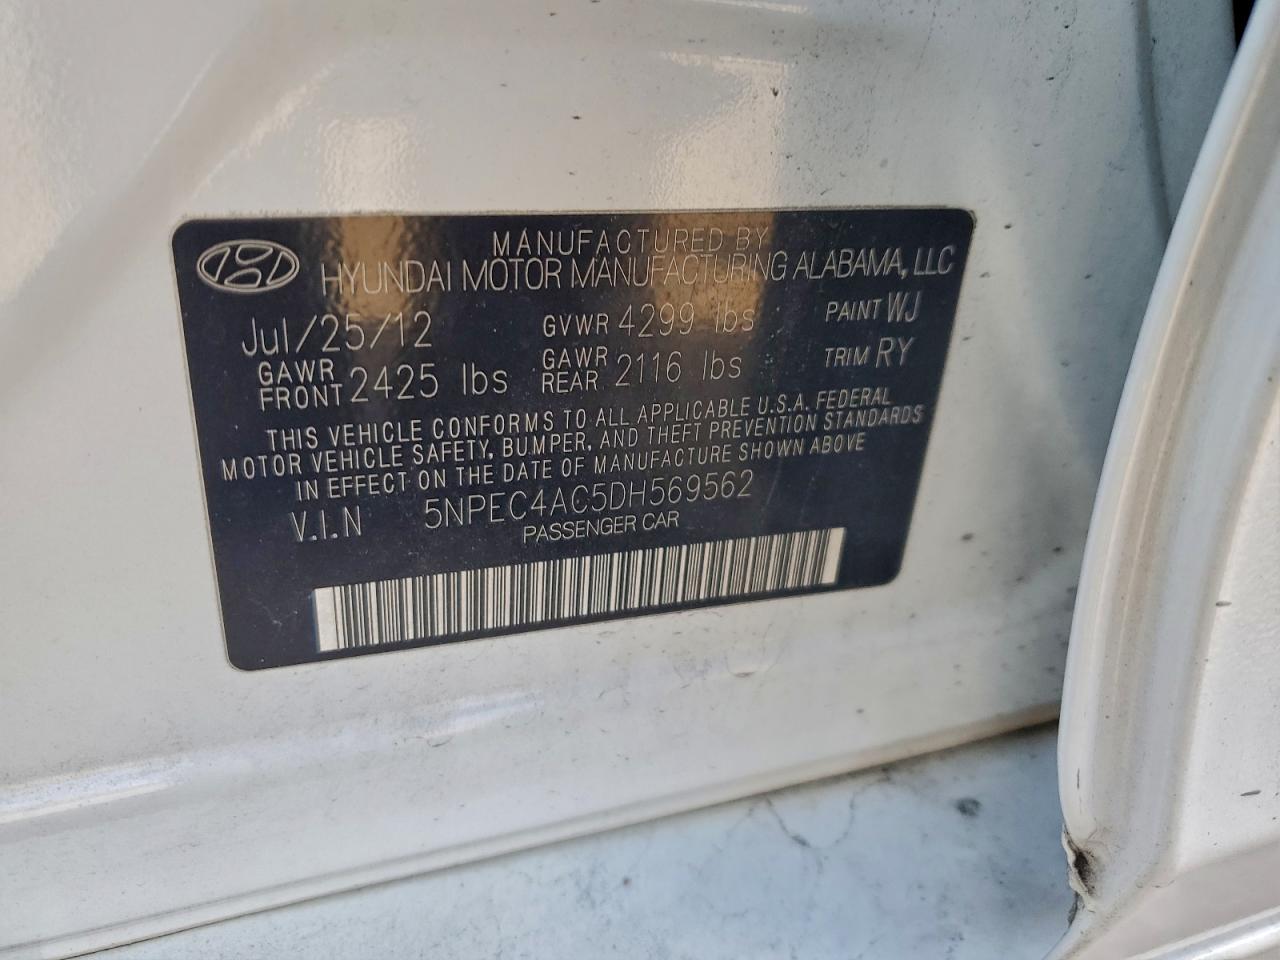 MANUFACTURED BY
HYUNDAI MOTOR MANUFACTURING ALABAMA, LLC
Jul/25/12 GVWR 4299 lbs PAINT WJ
GAWR FRONT 2425 lbs GAWR REAR 2116 lbs TRIM RY
THIS VEHICLE CONFORMS TO ALL APPLICABLE U.S.A. FEDERAL
MOTOR VEHICLE SAFETY, BUMPER, AND THEFT PREVENTION STANDARDS
IN EFFECT ON THE DATE OF MANUFACTURE SHOWN ABOVE
V.I.N 5NPEC4AC5DH569562
PASSENGER CAR